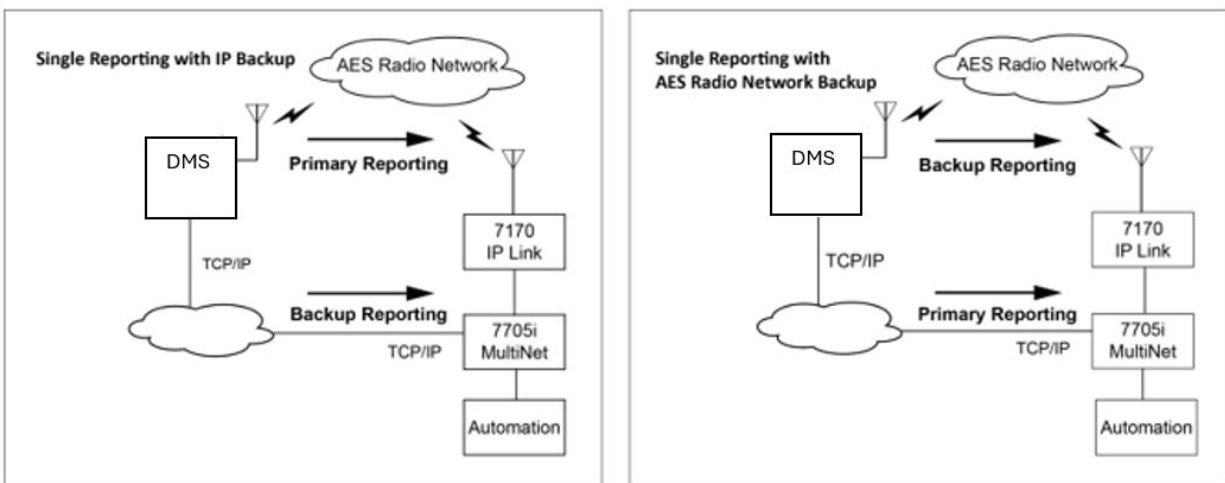 Single Reporting with IP Backup
AES Radio Network
DMS
Primary Reporting
7170
IP Link
TCP/IP
Backup Reporting
TCP/IP
7705i
MultiNet
Automation
Single Reporting with
AES Radio Network Backup
AES Radio Network
DMS
Backup Reporting
7170
IP Link
TCP/IP
Primary Reporting
TCP/IP
7705i
MultiNet
Automation